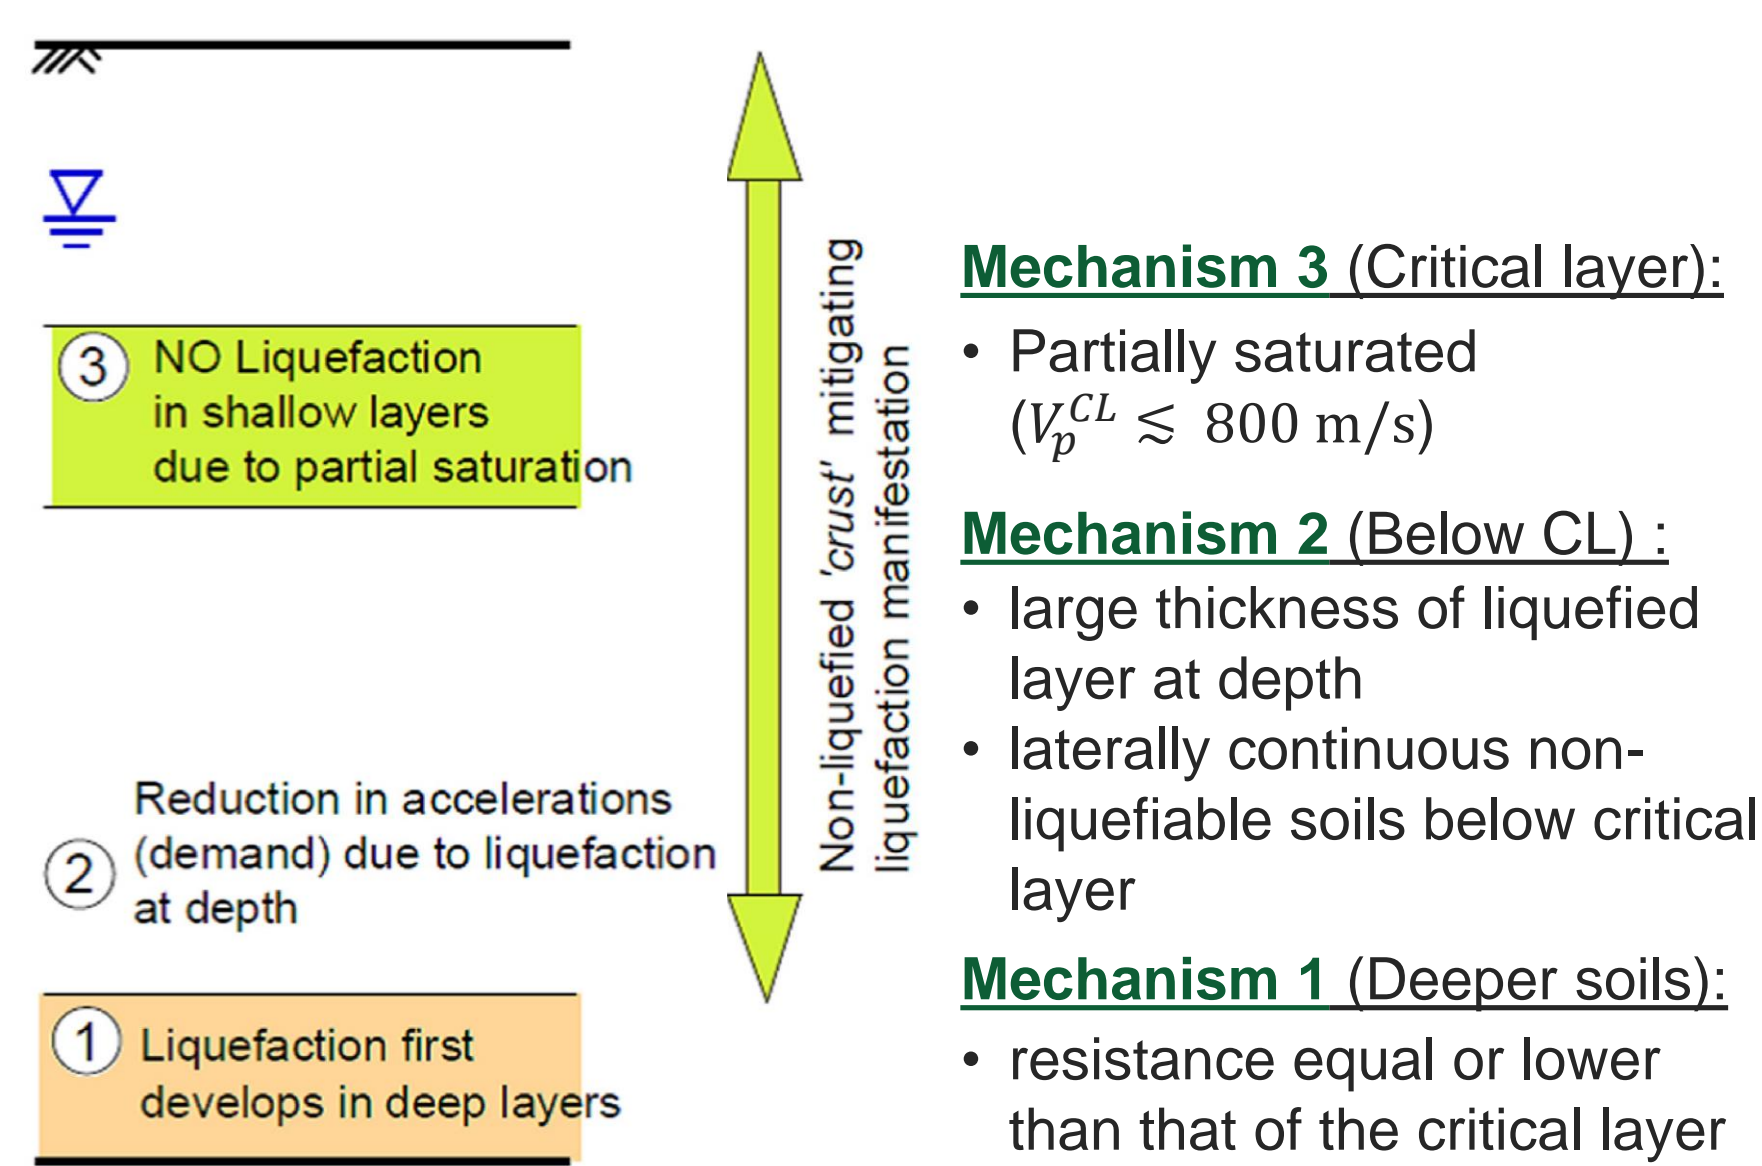 3
NO Liquefaction
in shallow layers
due to partial saturation
2
Reduction in accelerations
(demand) due to liquefaction
at depth
1
Liquefaction first
develops in deep layers
Non-liquefied 'crust' mitigating
liquefaction manifestation
Mechanism 3 (Critical layer):
• Partially saturated
(V_p^{CL} ≲ 800 m/s)
Mechanism 2 (Below CL) :
• large thickness of liquefied
layer at depth
• laterally continuous non-
liquefiable soils below critical
layer
Mechanism 1 (Deeper soils):
• resistance equal or lower
than that of the critical layer